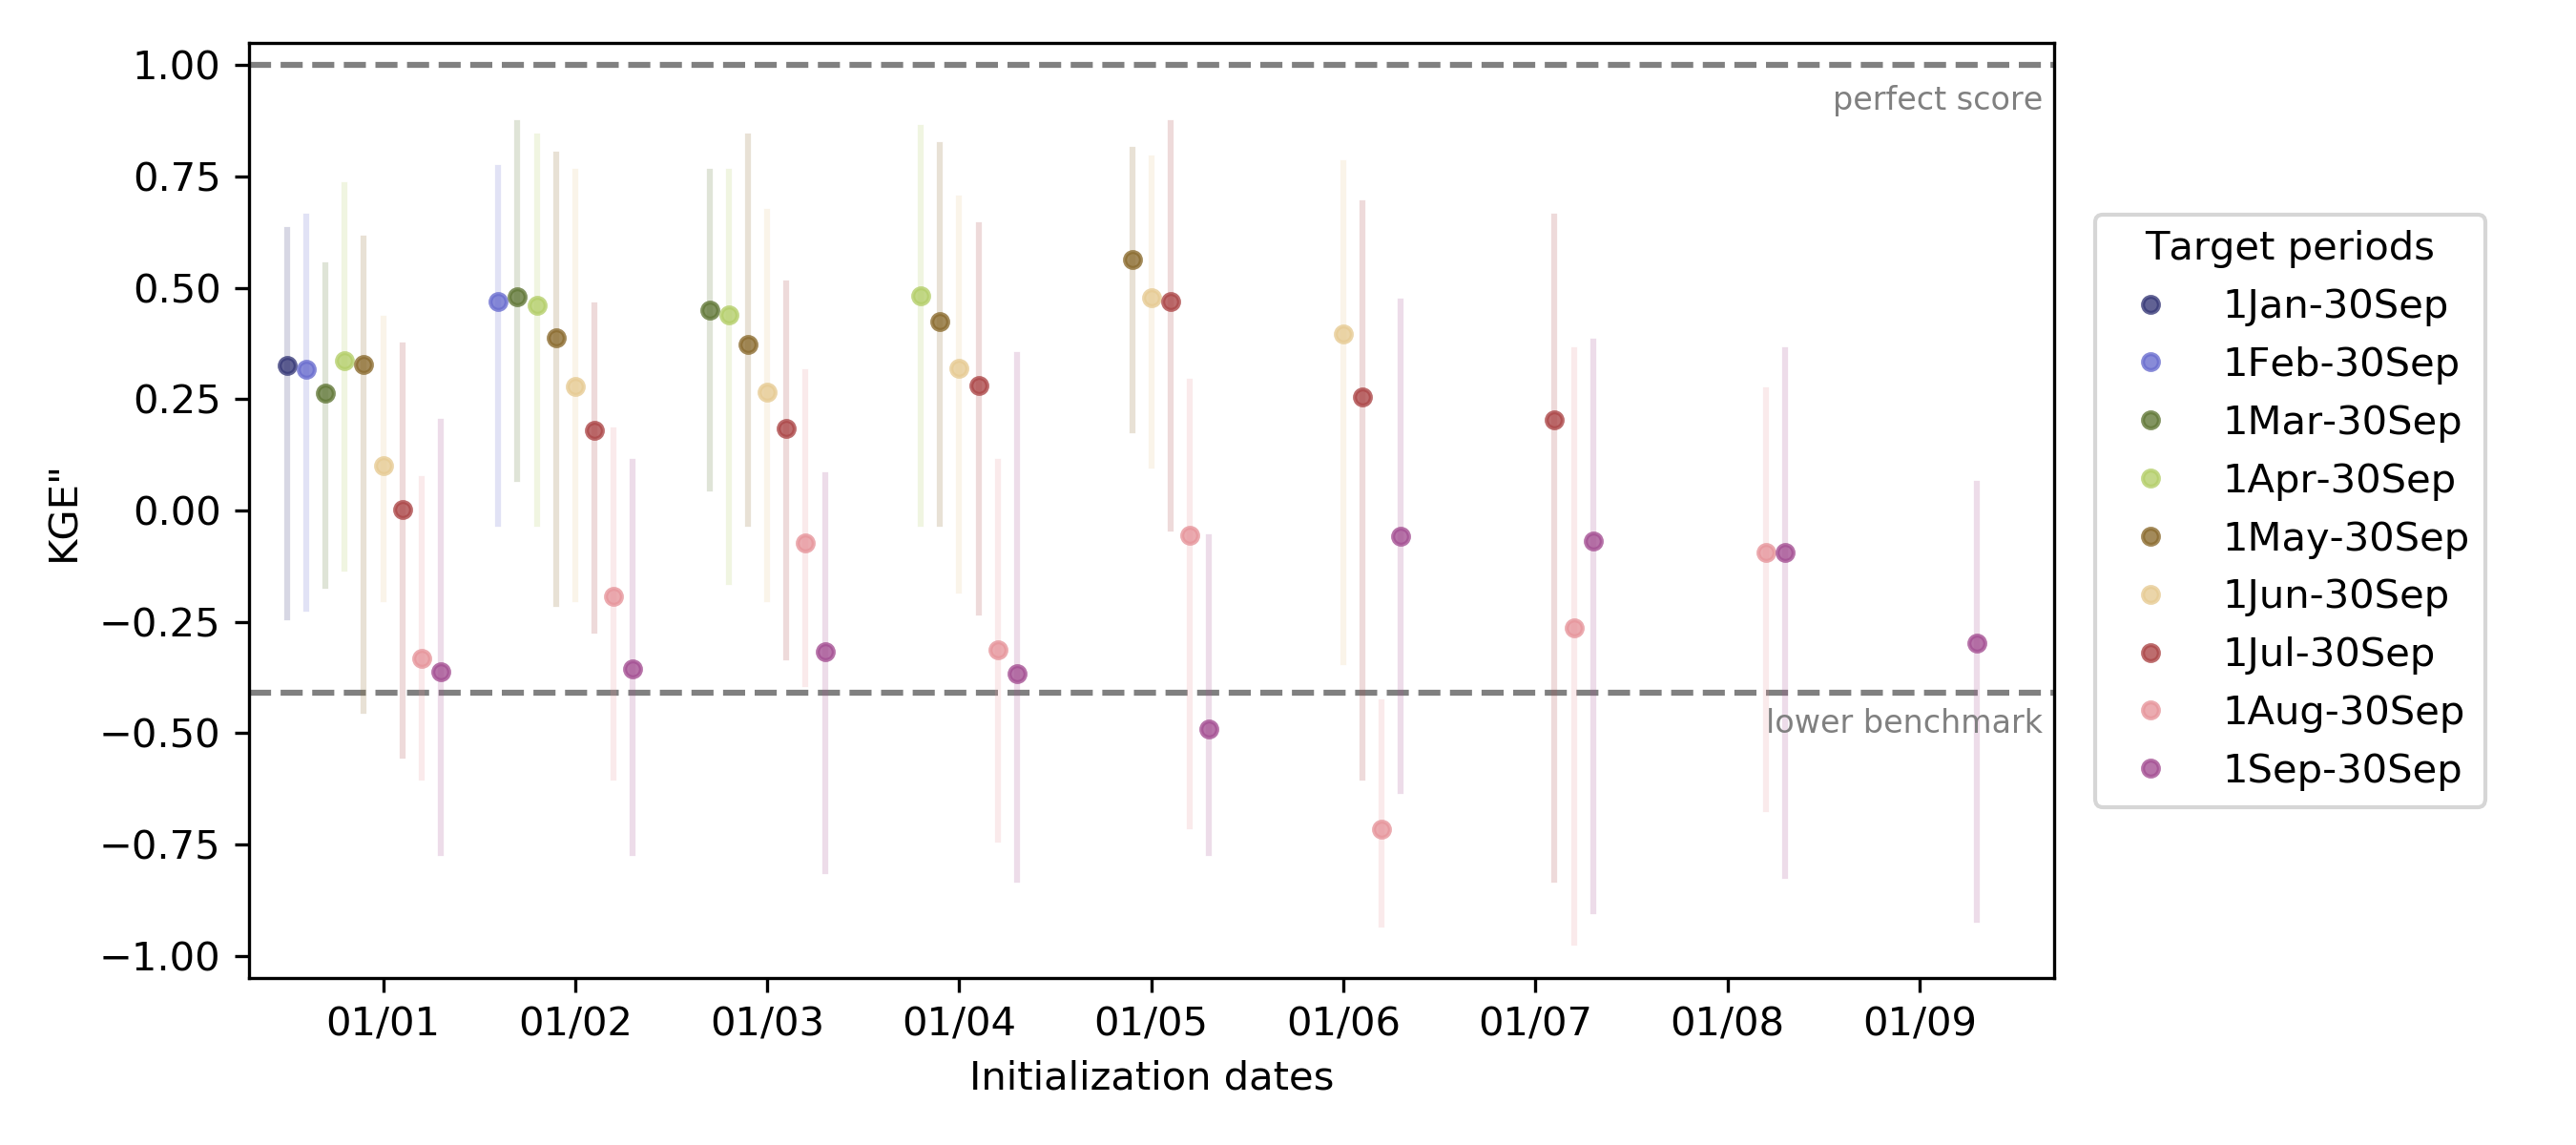 1.00
0.75
0.50
0.25
0.00
−0.25
−0.50
−0.75
−1.00
KGE"
perfect score
lower benchmark
01/01 01/02 01/03 01/04 01/05 01/06 01/07 01/08 01/09
Initialization dates
Target periods
1Jan-30Sep
1Feb-30Sep
1Mar-30Sep
1Apr-30Sep
1May-30Sep
1Jun-30Sep
1Jul-30Sep
1Aug-30Sep
1Sep-30Sep